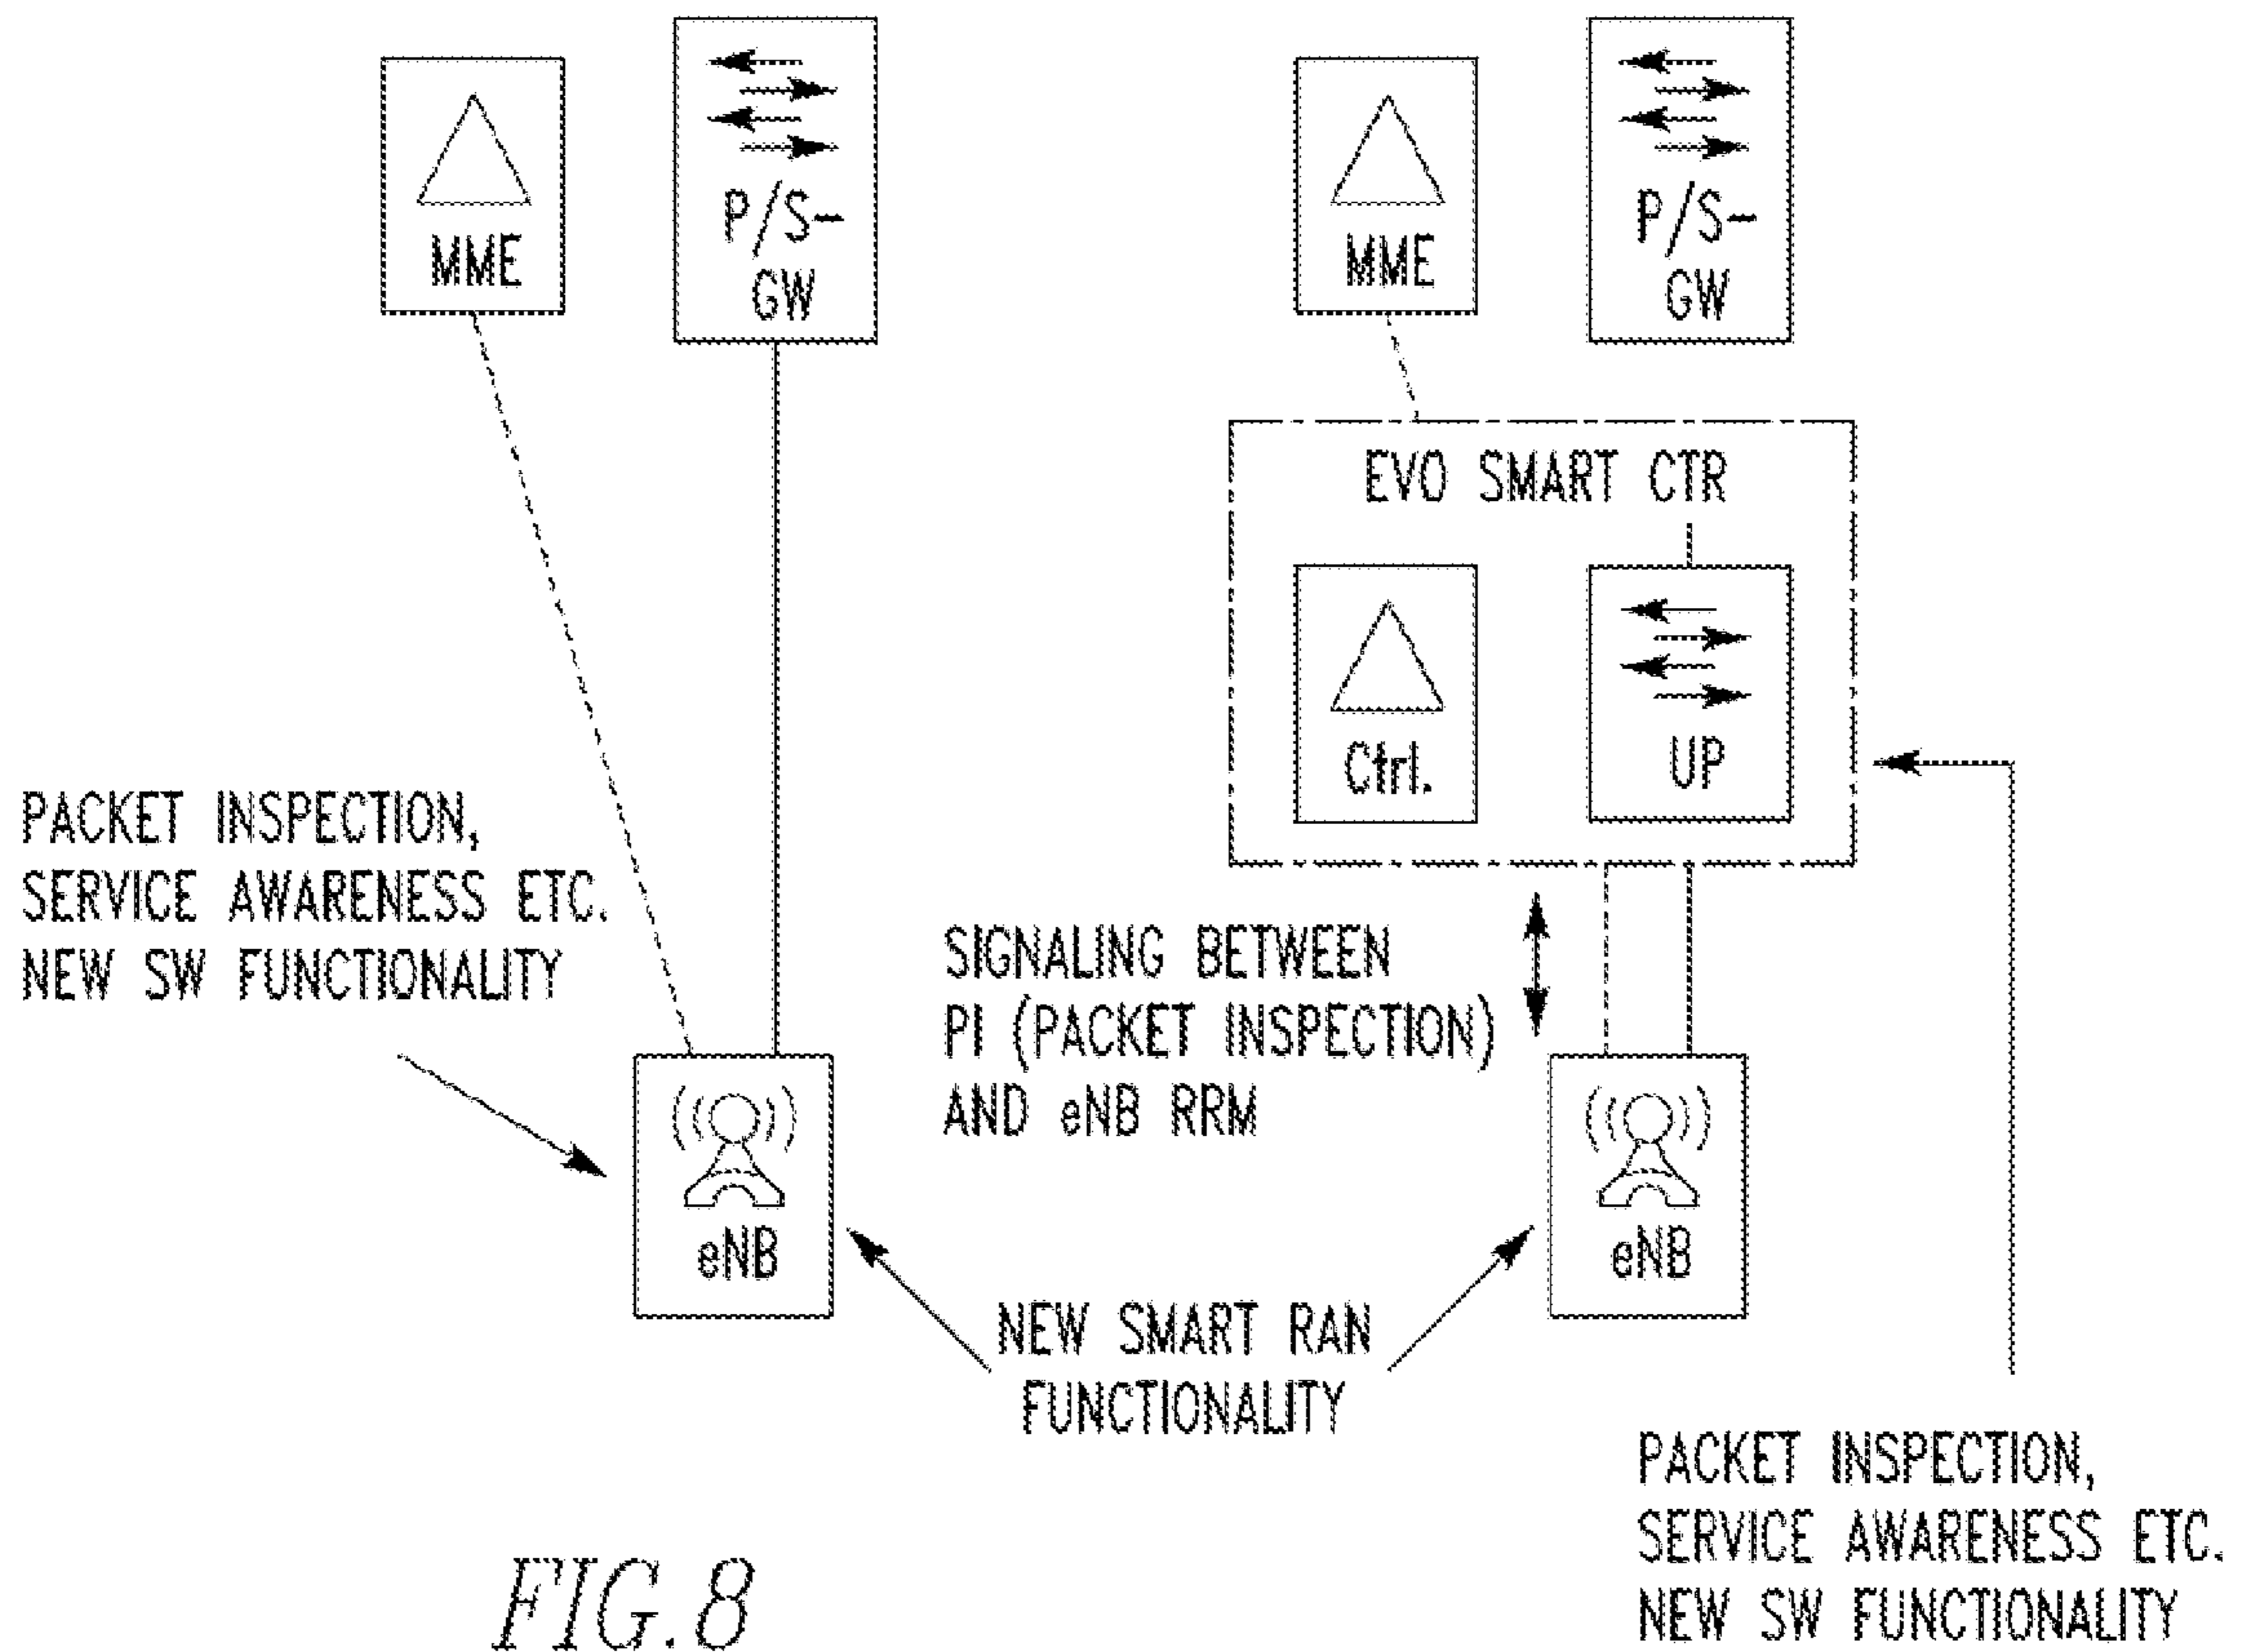 MME
P/S-
GW
MME
P/S-
GW
EVO SMART CTR
Ctrl.
UP
PACKET INSPECTION,
SERVICE AWARENESS ETC.
NEW SW FUNCTIONALITY
SIGNALING BETWEEN
PI (PACKET INSPECTION)
AND eNB RRM
eNB
eNB
NEW SMART RAN
FUNCTIONALITY
PACKET INSPECTION,
SERVICE AWARENESS ETC.
NEW SW FUNCTIONALITY
FIG.8